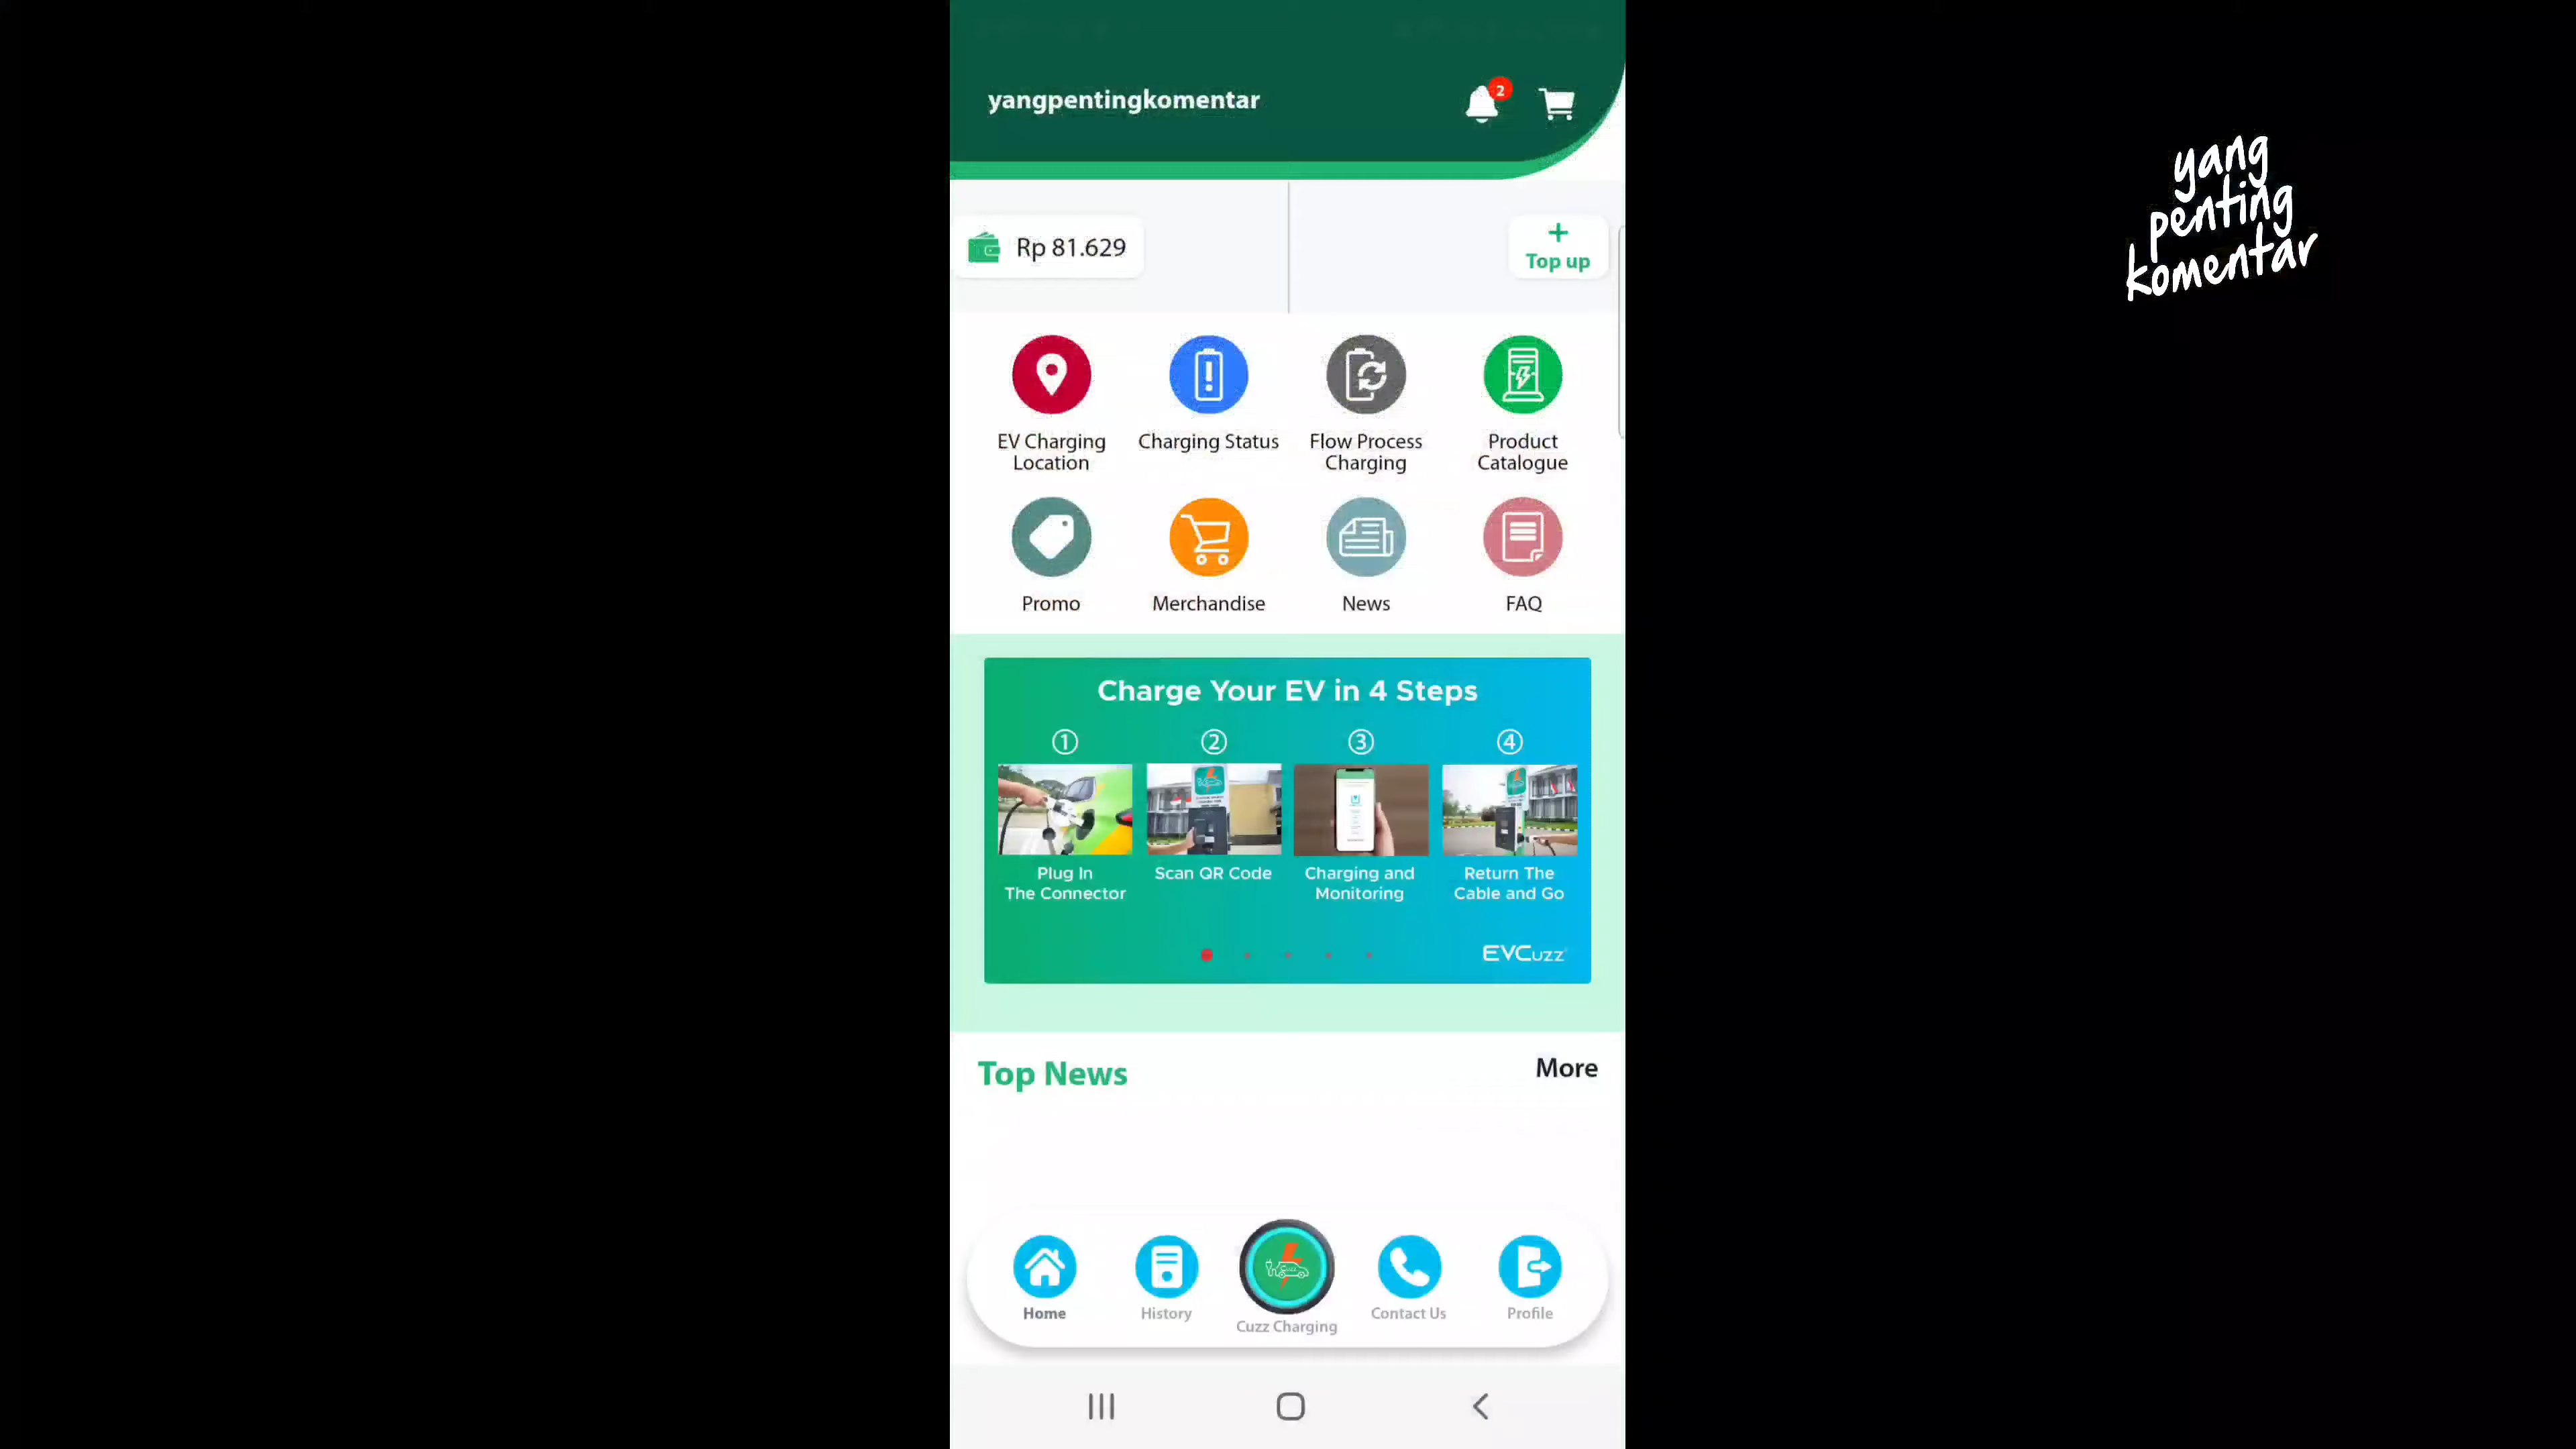 yangpentingkomentar
2
yang
penting
komentar
Rp 81.629
+
Top up
EV Charging
Location
Charging Status
Flow Process
Charging
Product
Catalogue
Promo
Merchandise
News
FAQ
Charge Your EV in 4 Steps
①
②
③
④
Plug In
The Connector
Scan QR Code
Charging and
Monitoring
Return The
Cable and Go
EVCuzz
Top News
More
Home
History
Cuzz Charging
Contact Us
Profile